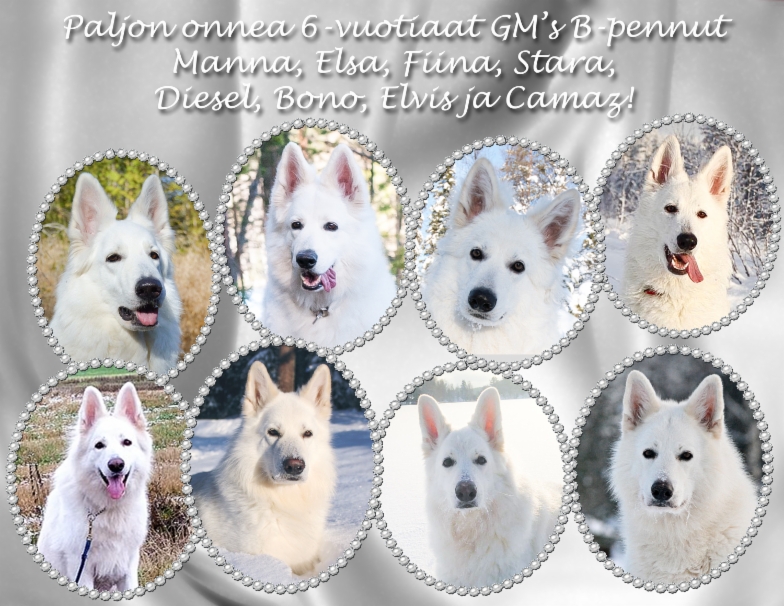 Paljon onnea 6-vuotiaat GM's B-pennut
Manna, Elsa, Fiina, Stara,
Diesel, Bono, Elvis ja Camaz!